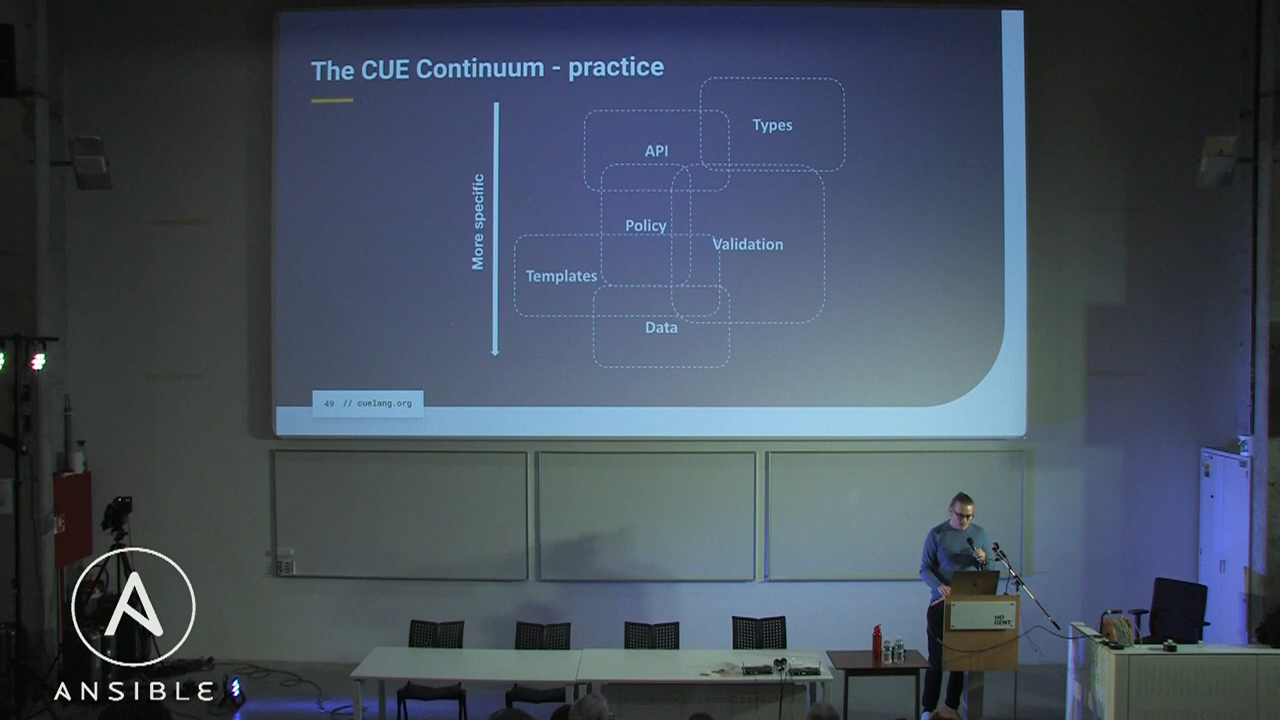 The CUE Continuum - practice
Types
API
More specific
Policy
Validation
Templates
Data
49 // cuelang.org
HO
GENT
ANSIBLE